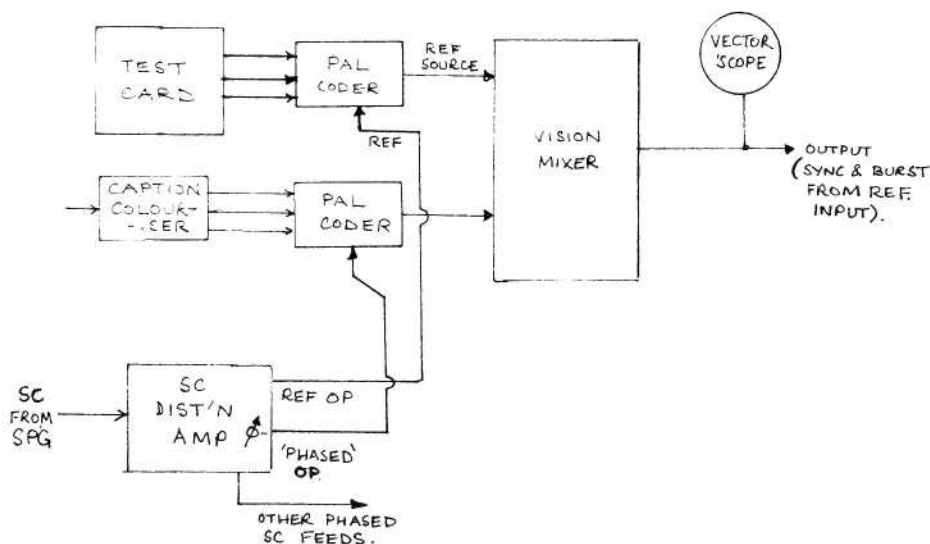 TEST
CARD
PAL
CODER
REF
SOURCE
VISION
MIXER
VECTOR
'SCOPE
OUTPUT
(SYNC & BURST
FROM REF.
INPUT).
REF
CAPTION
COLOUR-
-ISER
PAL
CODER
SC
FROM
SPG
SC
DIST'N
AMP ϕ
REF OP
'PHASED'
OP.
OTHER PHASED
SC FEEDS.